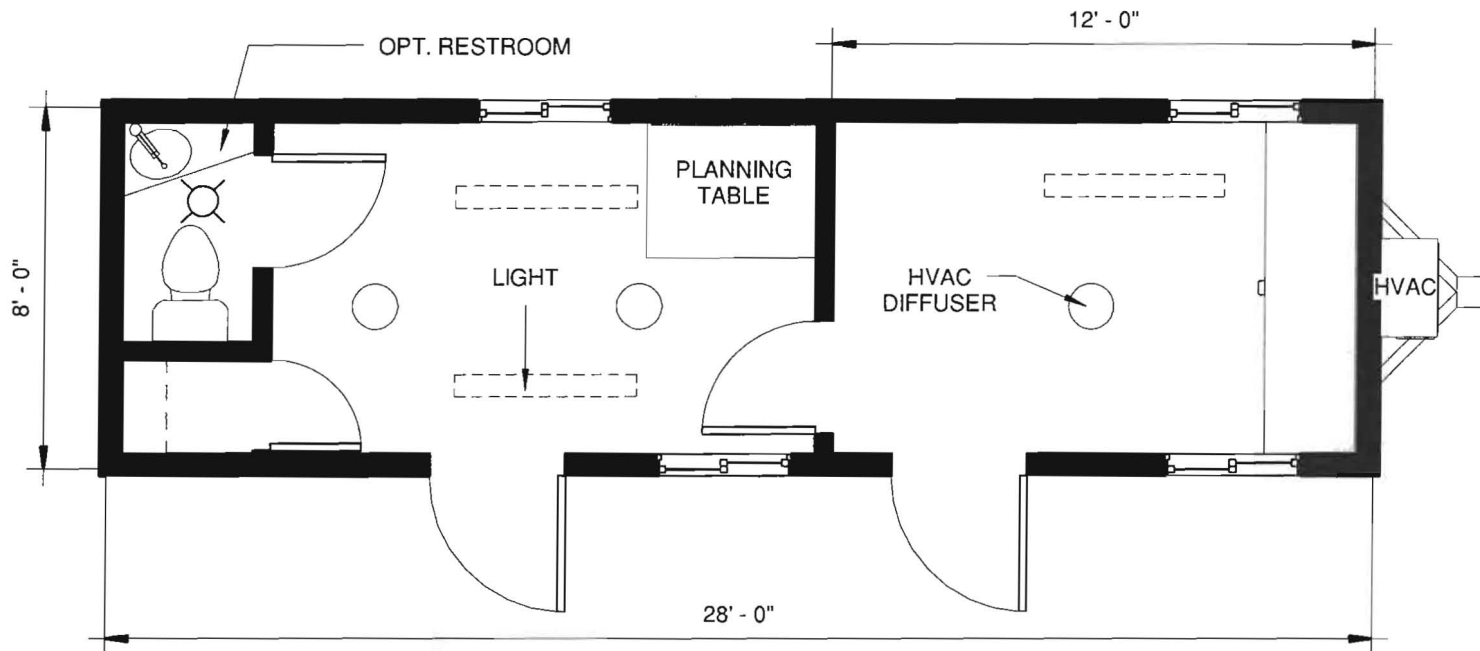 12' - 0"
OPT. RESTROOM
PLANNING
TABLE
8' - 0"
LIGHT
HVAC
DIFFUSER
HVAC
28' - 0"